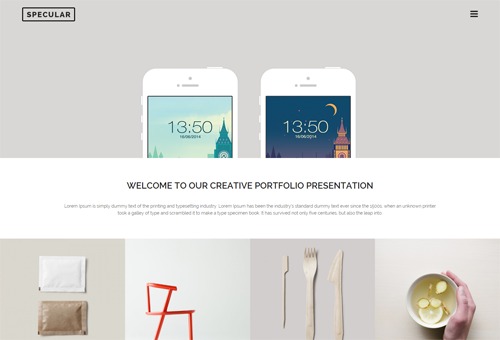 SPECULAR
13:50
16/06/2014
13:50
16/06/2014
WELCOME TO OUR CREATIVE PORTFOLIO PRESENTATION
Lorem Ipsum is simply dummy text of the printing and typesetting industry. Lorem Ipsum has been the industry's standard dummy text ever since the 1500s, when an unknown printer
took a galley of type and scrambled it to make a type specimen book. It has survived not only five centuries, but also the leap into